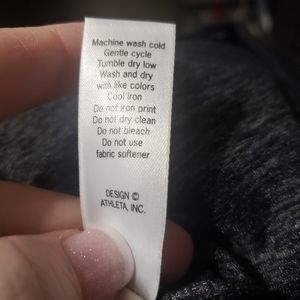 Machine wash cold
Gentle cycle
Tumble dry low
Wash and dry
with like colors
Cool iron
Do not iron print
Do not dry clean
Do not bleach
Do not use
fabric softener
DESIGN ©
ATHLETA, INC.